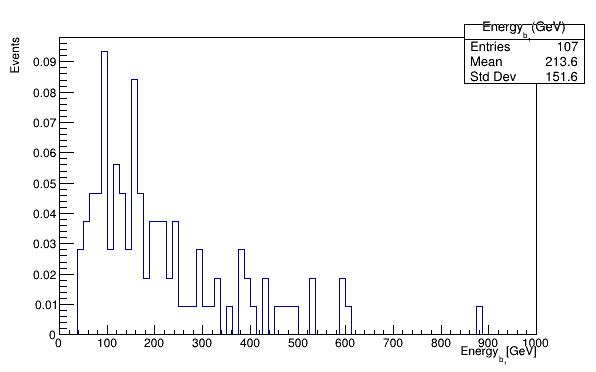 Energy_b1(GeV)
Entries 107
Mean 213.6
Std Dev 151.6
Events
0.09
0.08
0.07
0.06
0.05
0.04
0.03
0.02
0.01
0
0 100 200 300 400 500 600 700 800 900 1000
Energy_b1[GeV]